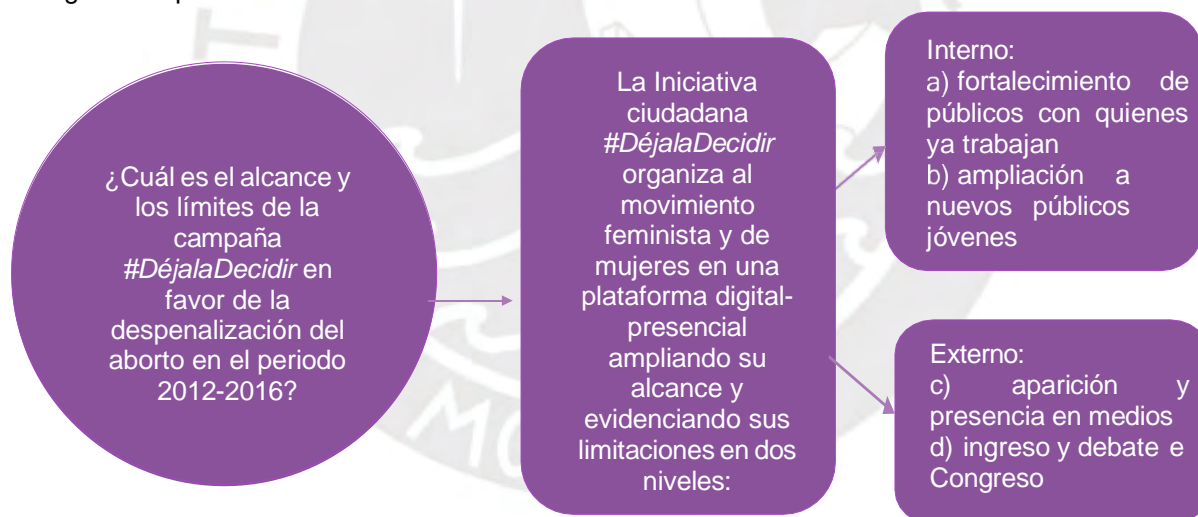 ¿Cuál es el alcance y
los límites de la
campaña
#DéjalaDecidir en
favor de la
despenalización del
aborto en el periodo
2012-2016?
La Iniciativa
ciudadana
#DéjalaDecidir
organiza al
movimiento
feminista y de
mujeres en una
plataforma digital-
presencial
ampliando su
alcance y
evidenciando sus
limitaciones en dos
niveles:
Interno:
a) fortalecimiento de
públicos con quienes
ya trabajan
b) ampliación a
nuevos públicos
jóvenes
Externo:
c) aparición y
presencia en medios
d) ingreso y debate e
Congreso